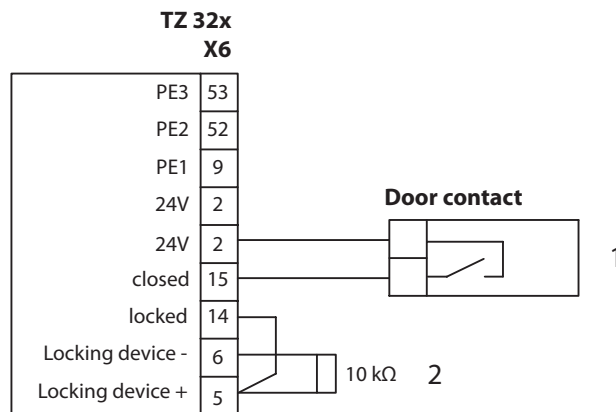 TZ 32x
X6
PE3 53
PE2 52
PE1 9
24V 2
Door contact
24V 2
1
closed 15
locked 14
Locking device - 6
10 kΩ 2
Locking device + 5